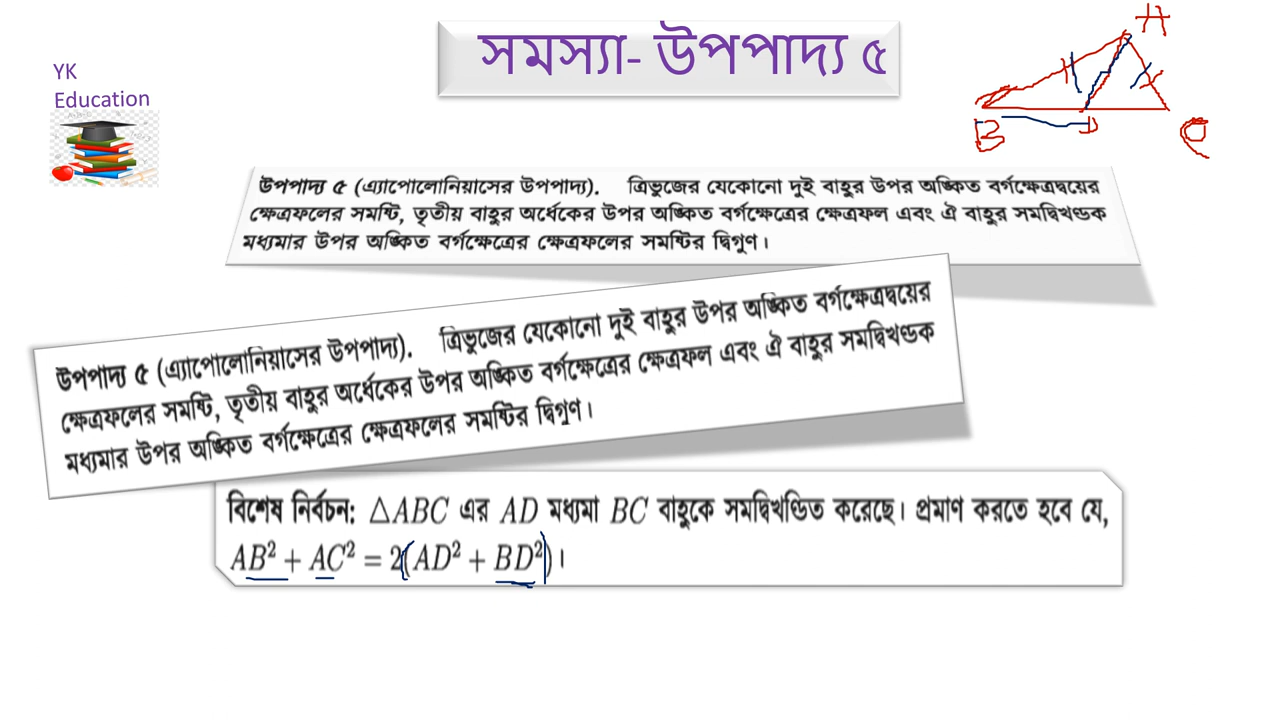 সমস্যা- উপপাদ্য ৫
YK
Education
A
B
D
C
উপপাদ্য ৫ (এ্যাপোলোনিয়াসের উপপাদ্য). ত্রিভুজের যেকোনো দুই বাহুর উপর অঙ্কিত বর্গক্ষেত্রদ্বয়ের
ক্ষেত্রফলের সমষ্টি, তৃতীয় বাহুর অর্ধেকের উপর অঙ্কিত বর্গক্ষেত্রের ক্ষেত্রফল এবং ঐ বাহুর সমদ্বিখণ্ডক
মধ্যমার উপর অঙ্কিত বর্গক্ষেত্রের ক্ষেত্রফলের সমষ্টির দ্বিগুণ।
উপপাদ্য ৫ (এ্যাপোলোনিয়াসের উপপাদ্য). ত্রিভুজের যেকোনো দুই বাহুর উপর অঙ্কিত বর্গক্ষেত্রদ্বয়ের
ক্ষেত্রফলের সমষ্টি, তৃতীয় বাহুর অর্ধেকের উপর অঙ্কিত বর্গক্ষেত্রের ক্ষেত্রফল এবং ঐ বাহুর সমদ্বিখণ্ডক
মধ্যমার উপর অঙ্কিত বর্গক্ষেত্রের ক্ষেত্রফলের সমষ্টির দ্বিগুণ।
বিশেষ নির্বচন: △ABC এর AD মধ্যমা BC বাহুকে সমদ্বিখণ্ডিত করেছে। প্রমাণ করতে হবে যে,
AB² + AC² = 2(AD² + BD²)।